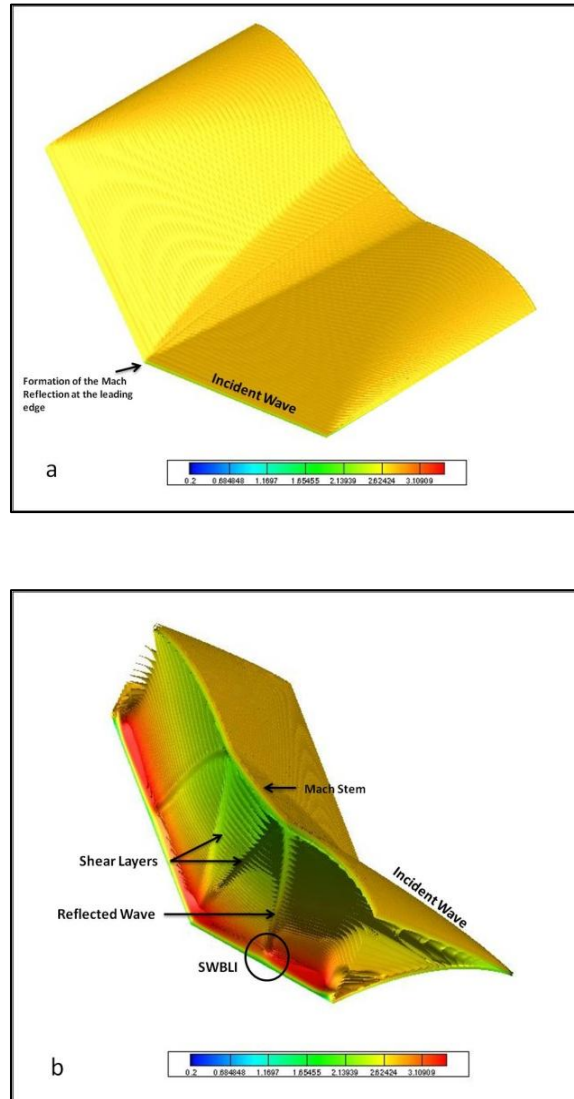 Formation of the Mach
Reflection at the leading
edge
Incident Wave
a
0.2 0.684848 1.1697 1.65455 2.13939 2.62424 3.10909
Mach Stem
Shear Layers
Incident Wave
Reflected Wave
SWBLI
b
0.2 0.684848 1.1697 1.65455 2.13939 2.62424 3.10909